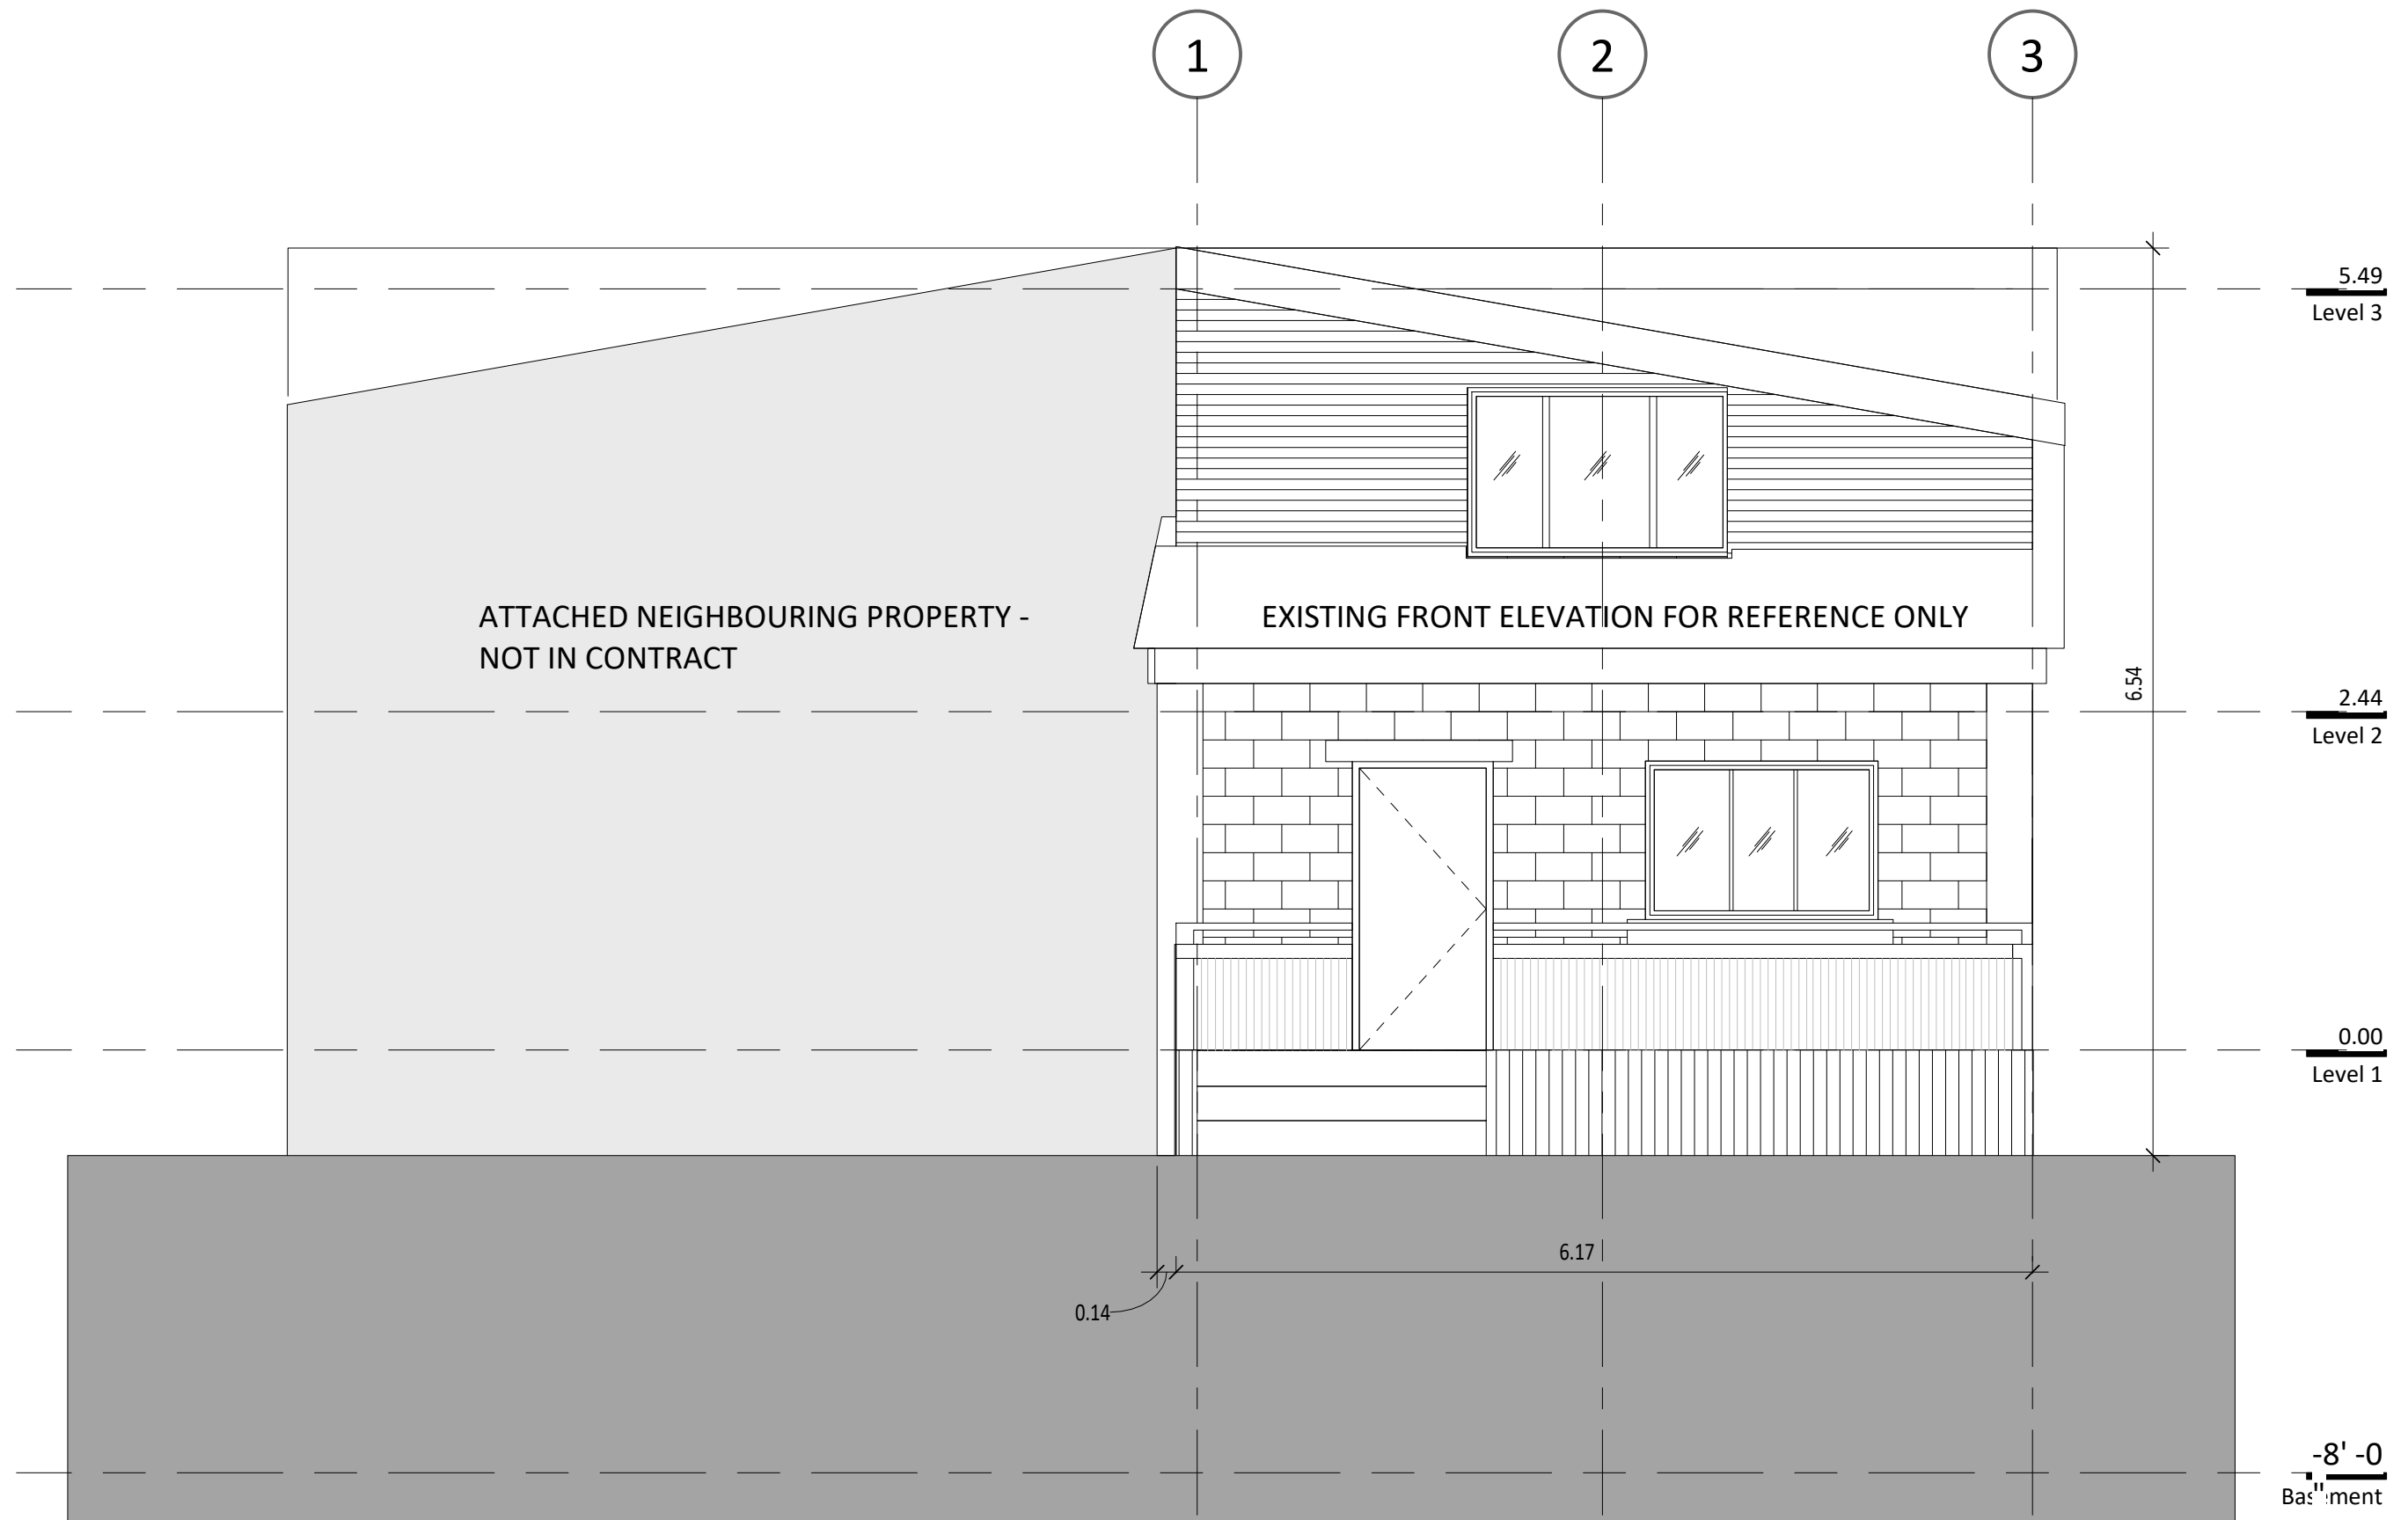 1
2
3
5.49
Level 3
ATTACHED NEIGHBOURING PROPERTY -
NOT IN CONTRACT
EXISTING FRONT ELEVATION FOR REFERENCE ONLY
6.54
2.44
Level 2
0.00
Level 1
6.17
0.14
-8' -0
"
Basement